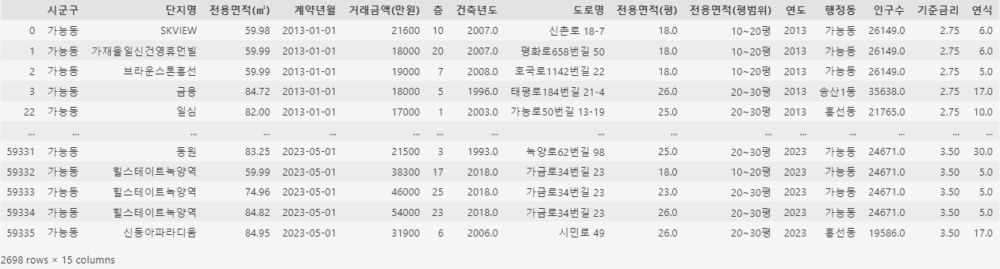 시군구 단지명 전용면적(㎡) 계약년월 거래금액(만원) 층 건축년도 도로명 전용면적(평) 전용면적(평범위) 연도 행정동 인구수 기준금리 연식
0 가능동 SKVIEW 59.98 2013-01-01 21600 10 2007.0 신촌로 18-7 18.0 10~20평 2013 가능동 26149.0 2.75 6.0
1 가능동 가재울일신건영휴먼빌 59.99 2013-01-01 18000 20 2007.0 평화로658번길 50 18.0 10~20평 2013 가능동 26149.0 2.75 6.0
2 가능동 브라운스톤흥선 59.99 2013-01-01 19000 7 2008.0 호국로1142번길 22 18.0 10~20평 2013 가능동 26149.0 2.75 5.0
3 가능동 금용 84.72 2013-01-01 18000 5 1996.0 태평로184번길 21-4 26.0 20~30평 2013 송산1동 35638.0 2.75 17.0
22 가능동 일심 82.00 2013-01-01 17000 1 2003.0 가능로50번길 13-19 25.0 20~30평 2013 흥선동 21765.0 2.75 10.0
... ... ... ... ... ... ... ... ... ... ... ... ... ... ... ...
59331 가능동 동원 83.25 2023-05-01 21500 3 1993.0 녹양로62번길 98 25.0 20~30평 2023 가능동 24671.0 3.50 30.0
59332 가능동 힐스테이트녹양역 59.99 2023-05-01 38300 17 2018.0 가금로34번길 23 18.0 10~20평 2023 가능동 24671.0 3.50 5.0
59333 가능동 힐스테이트녹양역 74.96 2023-05-01 46000 25 2018.0 가금로34번길 23 23.0 20~30평 2023 가능동 24671.0 3.50 5.0
59334 가능동 힐스테이트녹양역 84.82 2023-05-01 54000 23 2018.0 가금로34번길 23 26.0 20~30평 2023 가능동 24671.0 3.50 5.0
59335 가능동 신동아파라디움 84.95 2023-05-01 31900 6 2006.0 시민로 49 26.0 20~30평 2023 흥선동 19586.0 3.50 17.0
2698 rows × 15 columns